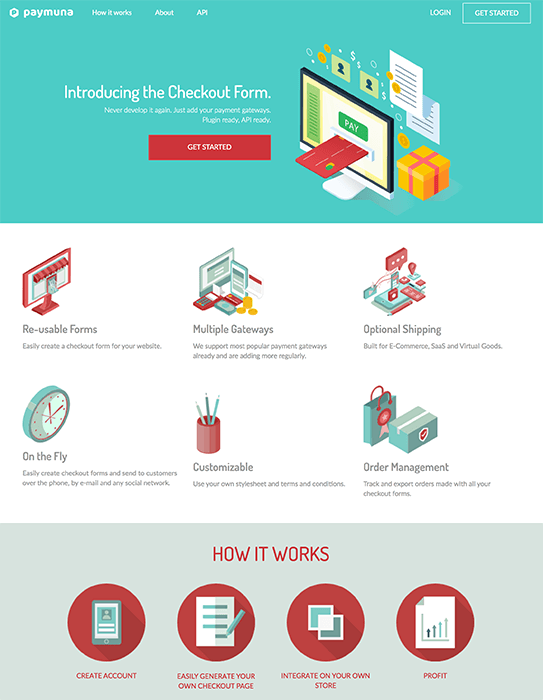 paymuna
How it works
About
API
LOGIN
GET STARTED
Introducing the Checkout Form.
Never develop it again. Just add your payment gateways.
Plugin ready, API ready.
GET STARTED
PAY
Re-usable Forms
Easily create a checkout form for your website.
Multiple Gateways
We support most popular payment gateways
already and are adding more regularly.
Optional Shipping
Built for E-Commerce, SaaS and Virtual Goods.
On the Fly
Easily create checkout forms and send to customers
over the phone, by e-mail and any social network.
Customizable
Use your own stylesheet and terms and conditions.
Order Management
Track and export orders made with all your
checkout forms.
HOW IT WORKS
CREATE ACCOUNT
EASILY GENERATE YOUR
OWN CHECKOUT PAGE
INTEGRATE ON YOUR OWN
STORE
PROFIT